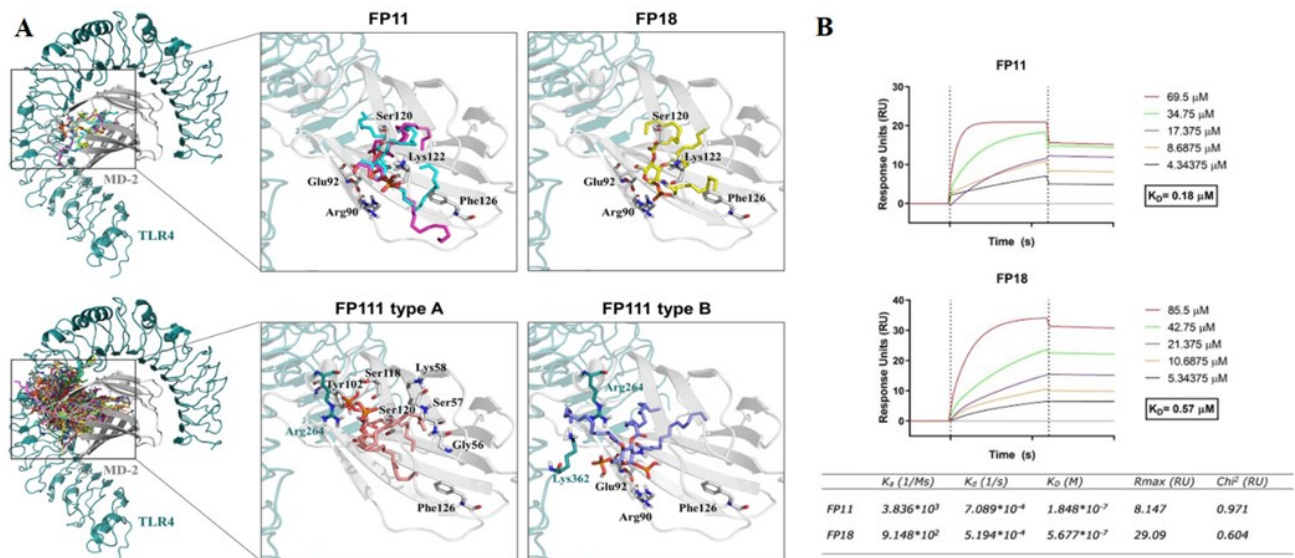 A
FP11
FP18
MD-2
TLR4
Ser120
Lys122
Glu92
Arg90
Phe126
Ser120
Lys122
Glu92
Arg90
Phe126
FP111 type A
FP111 type B
MD-2
TLR4
Tyr102
Ser118
Lys58
Ser120
Ser57
Arg264
Gly56
Phe126
Arg264
Lys362
Glu92
Arg90
Phe126
B
FP11
Response Units (RU)
30
20
10
0
Time (s)
69.5 µM
34.75 µM
17.375 µM
8.6875 µM
4.34375 µM
KD= 0.18 µM
FP18
Response Units (RU)
40
30
20
10
0
Time (s)
85.5 µM
42.75 µM
21.375 µM
10.6875 µM
5.34375 µM
KD= 0.57 µM
Ka (1/Ms) Kd (1/s) KD (M) Rmax (RU) Chi² (RU)
FP11 3.836*10³ 7.089*10⁻⁴ 1.848*10⁻⁷ 8.147 0.971
FP18 9.148*10² 5.194*10⁻⁴ 5.677*10⁻⁷ 29.09 0.604